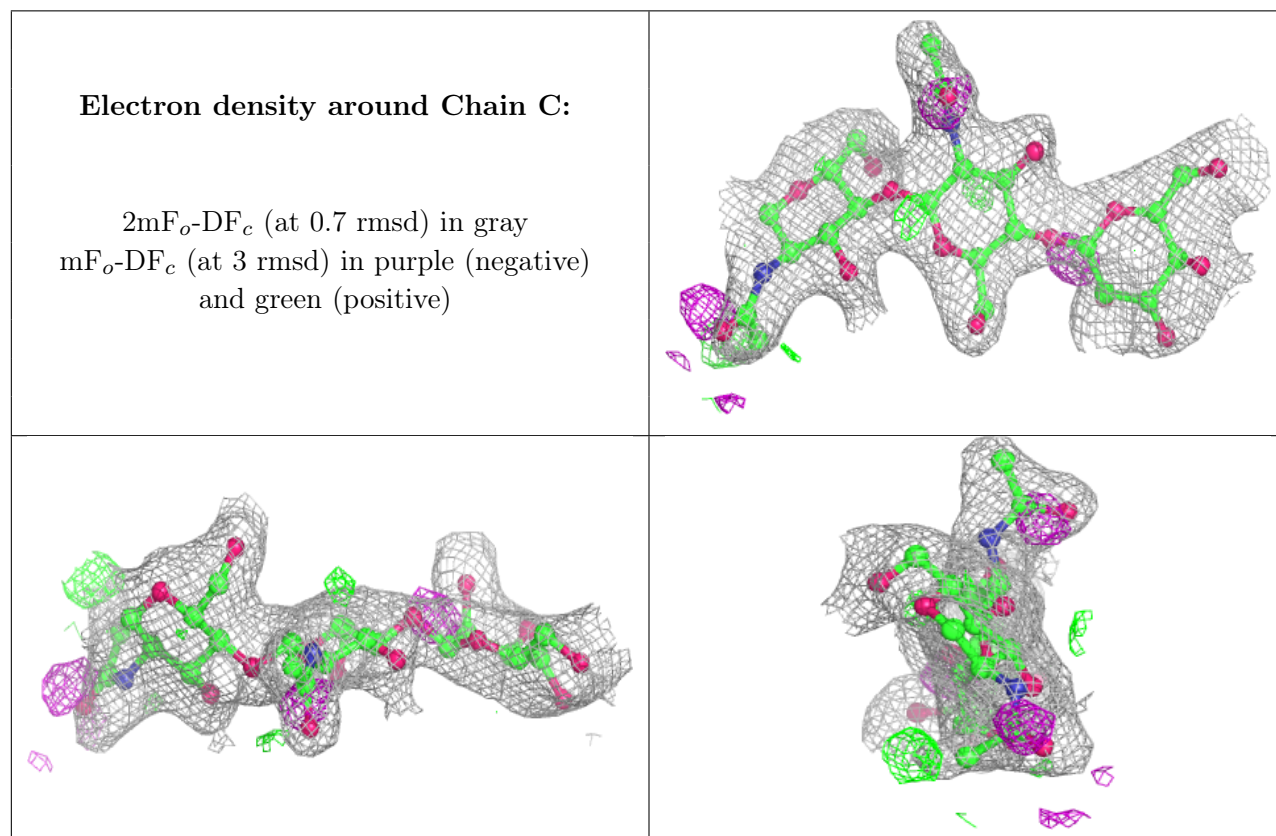 Electron density around Chain C:
2mFo-DFc (at 0.7 rmsd) in gray
mFo-DFc (at 3 rmsd) in purple (negative)
and green (positive)